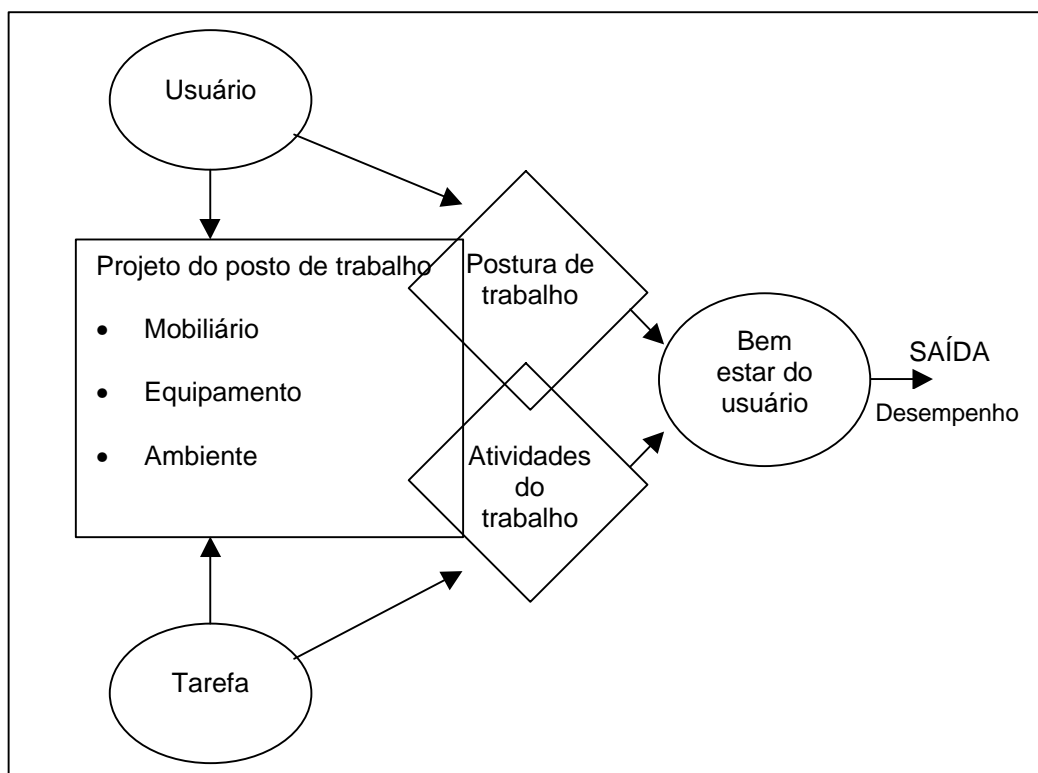 Usuário
Projeto do posto de trabalho
• Mobiliário
• Equipamento
• Ambiente
Postura de
trabalho
Atividades
do
trabalho
Bem
estar do
usuário
SAÍDA
Desempenho
Tarefa